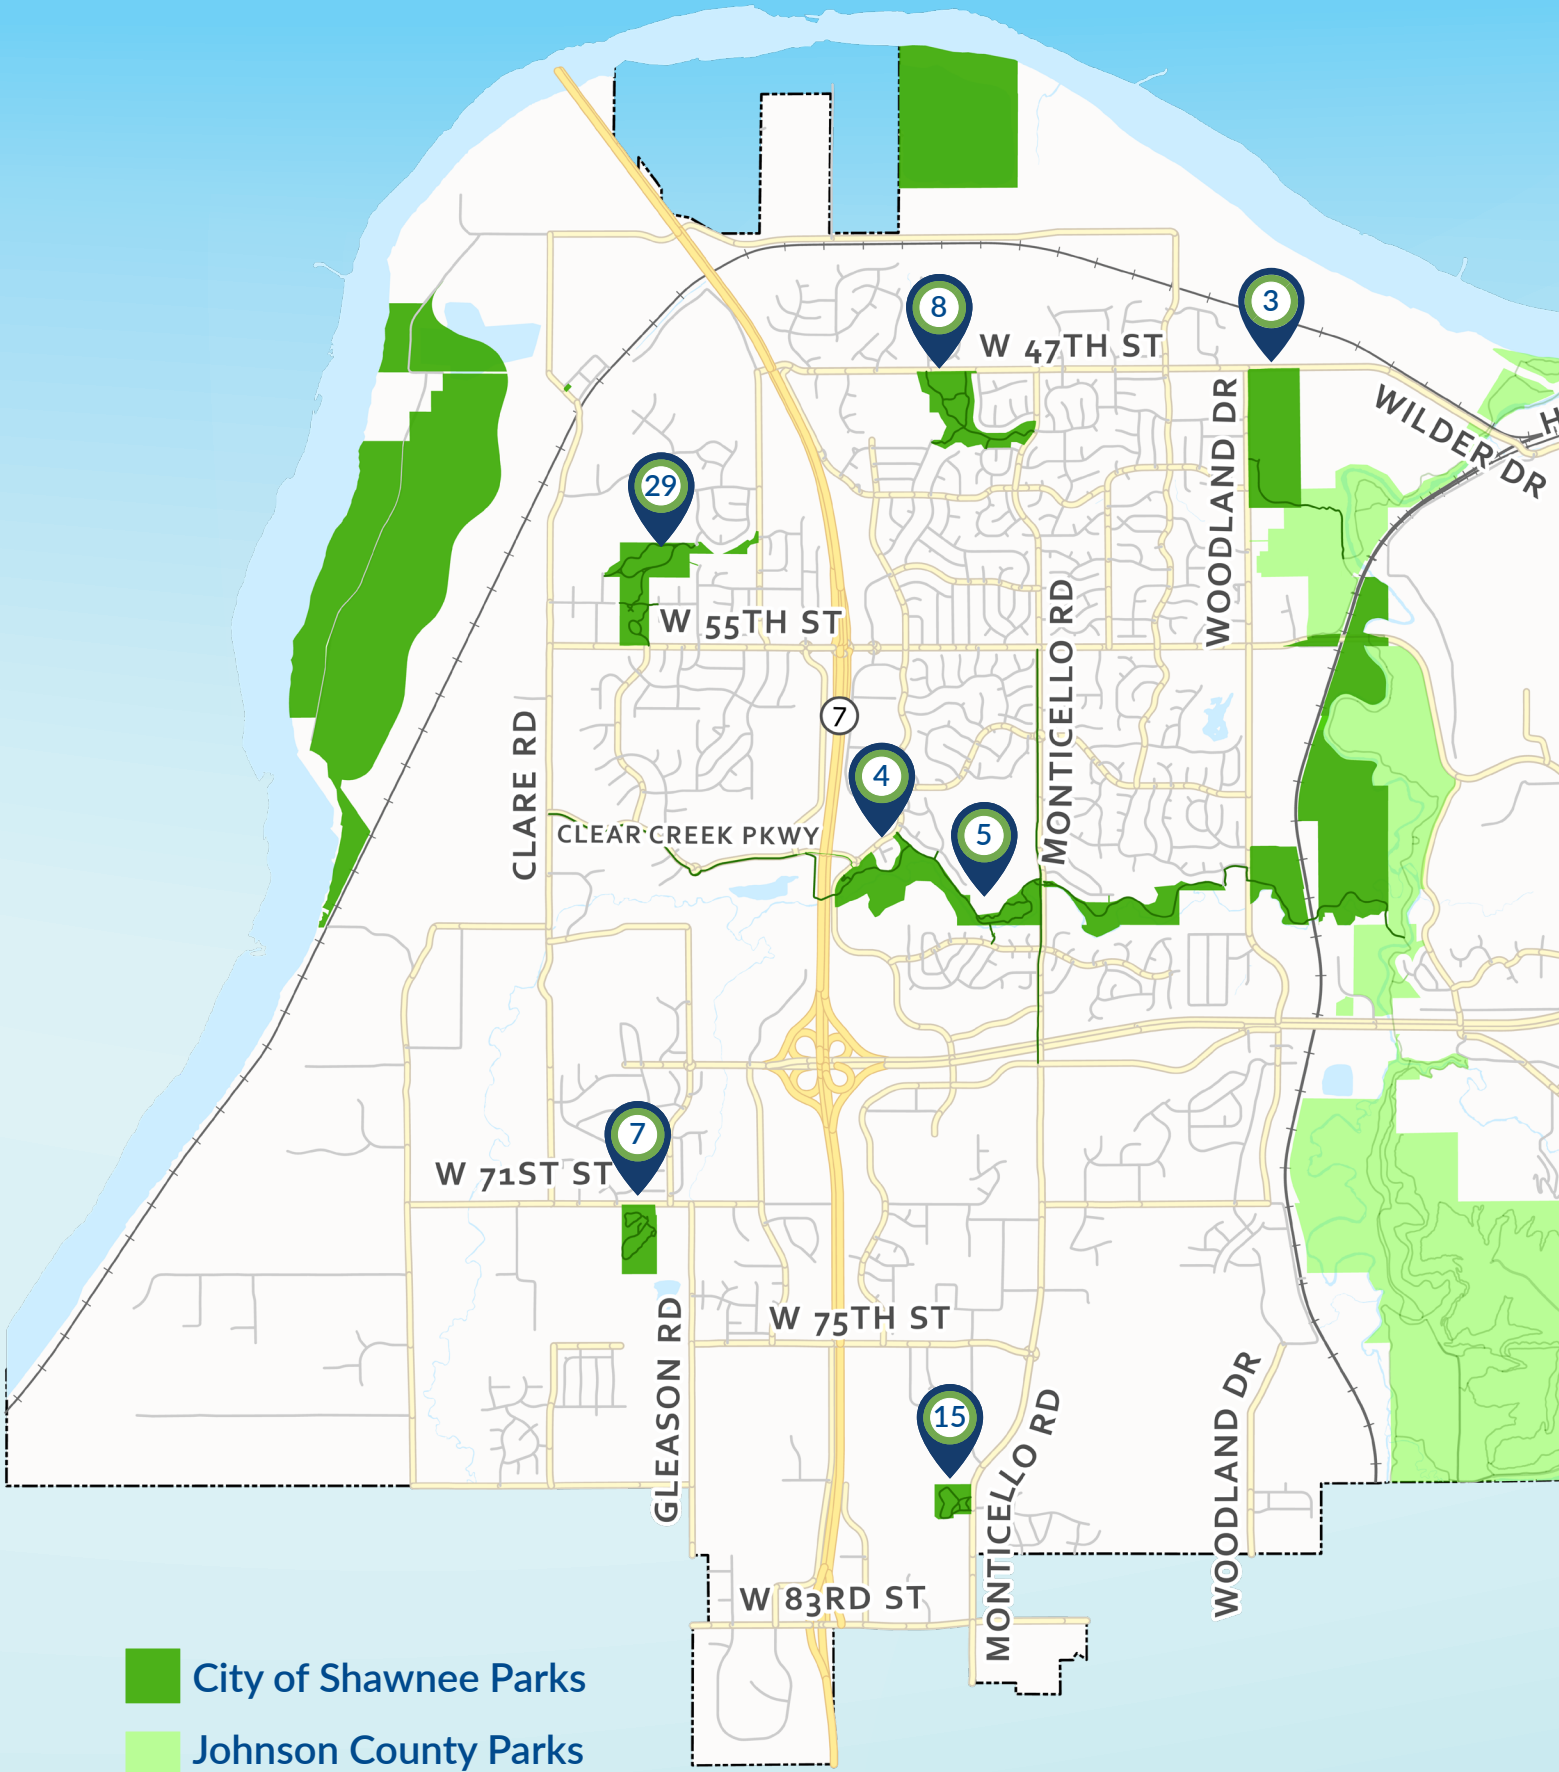 8
3
W 47TH ST
WILDER DR
H
WOODLAND DR
29
W 55TH ST
MONTICELLO RD
7
CLARE RD
4
5
CLEAR CREEK PKWY
7
W 71ST ST
GLEASON RD
W 75TH ST
15
MONTICELLO RD
WOODLAND DR
W 83RD ST
City of Shawnee Parks
Johnson County Parks